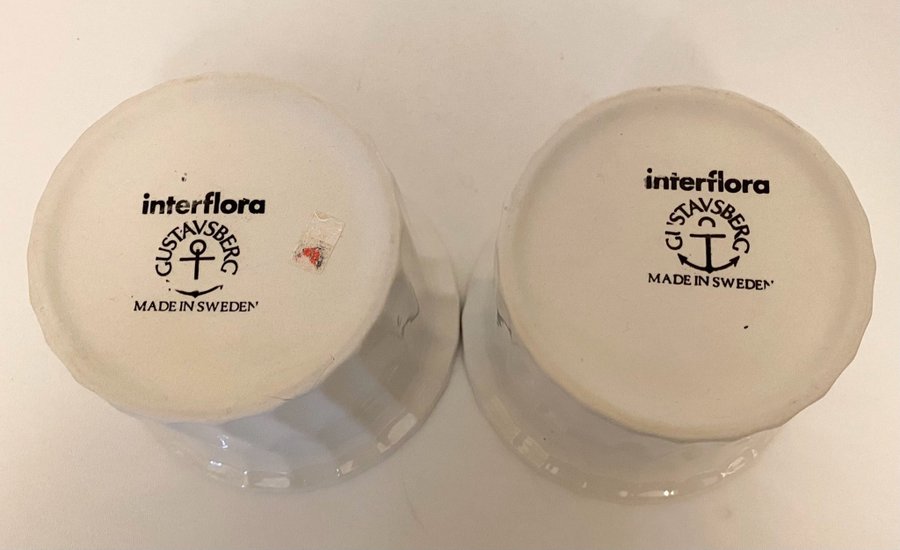 interflora
GUSTAVSBERG
MADE IN SWEDEN
interflora
GUSTAVSBERG
MADE IN SWEDEN